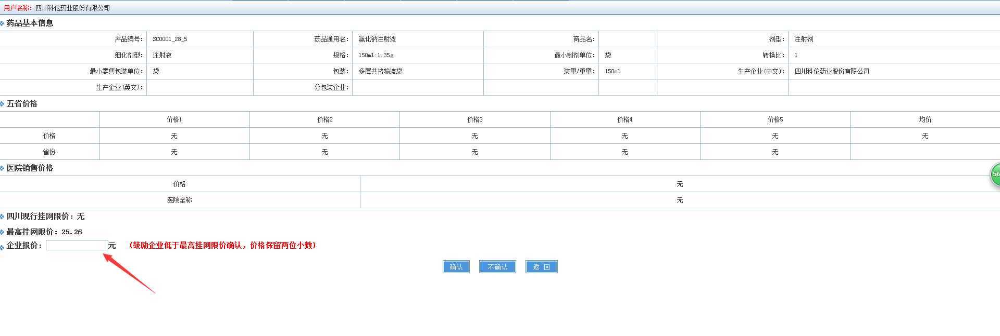 用户名称：四川科伦药业股份有限公司
药品基本信息
产品编号： SC0001_28_5 药品通用名： 氯化钠注射液 商品名： 剂型： 注射剂
细化剂型： 注射液 规格： 150ml:1.35g 最小制剂单位： 袋 转换比： 1
最小零售包装单位： 袋 包装： 多层共挤输液袋 装量/重量： 150ml 生产企业(中文)： 四川科伦药业股份有限公司
生产企业(英文)： 分包装企业：
五省价格
价格1 价格2 价格3 价格4 价格5 均价
价格 无 无 无 无 无 无
省份 无 无 无 无 无
医院销售价格
价格 无
医院全称 无
四川现行挂网限价：无
最高挂网限价：25.26
企业报价： 元 (鼓励企业低于最高挂网限价确认，价格保留两位小数)
确认 不确认 返 回
56